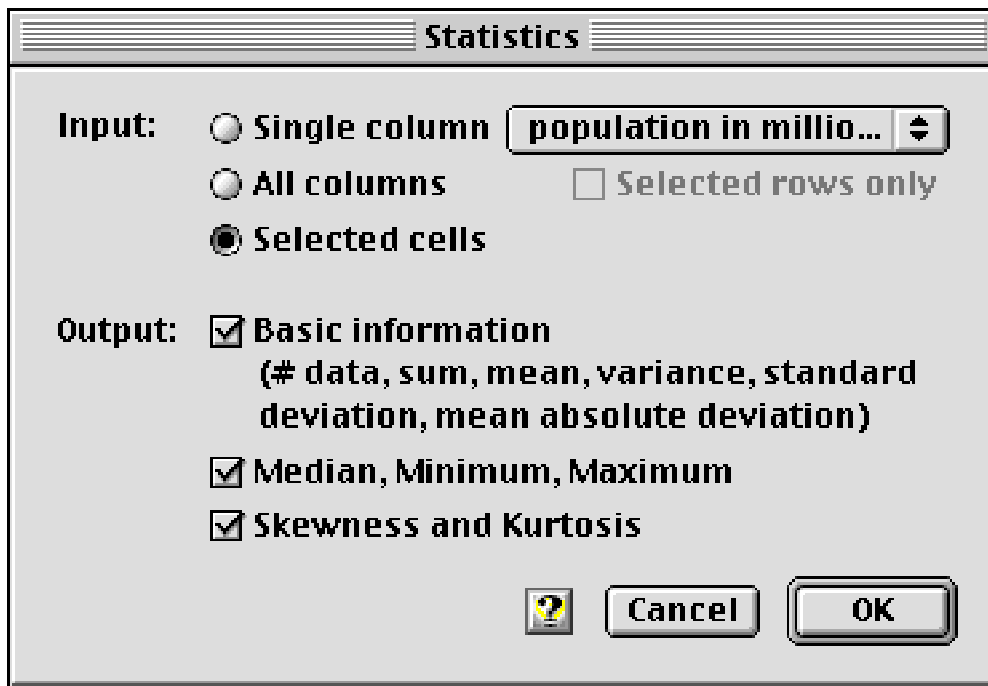 Statistics
Input: Single column population in millio...
All columns Selected rows only
Selected cells
Output: Basic information
(# data, sum, mean, variance, standard
deviation, mean absolute deviation)
Median, Minimum, Maximum
Skewness and Kurtosis
? Cancel OK